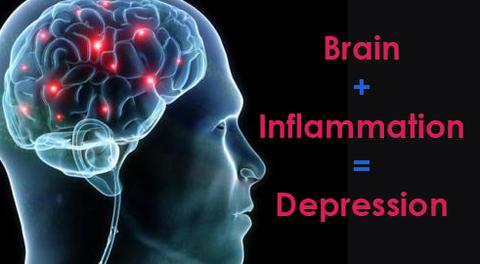 Brain
+
Inflammation
=
Depression